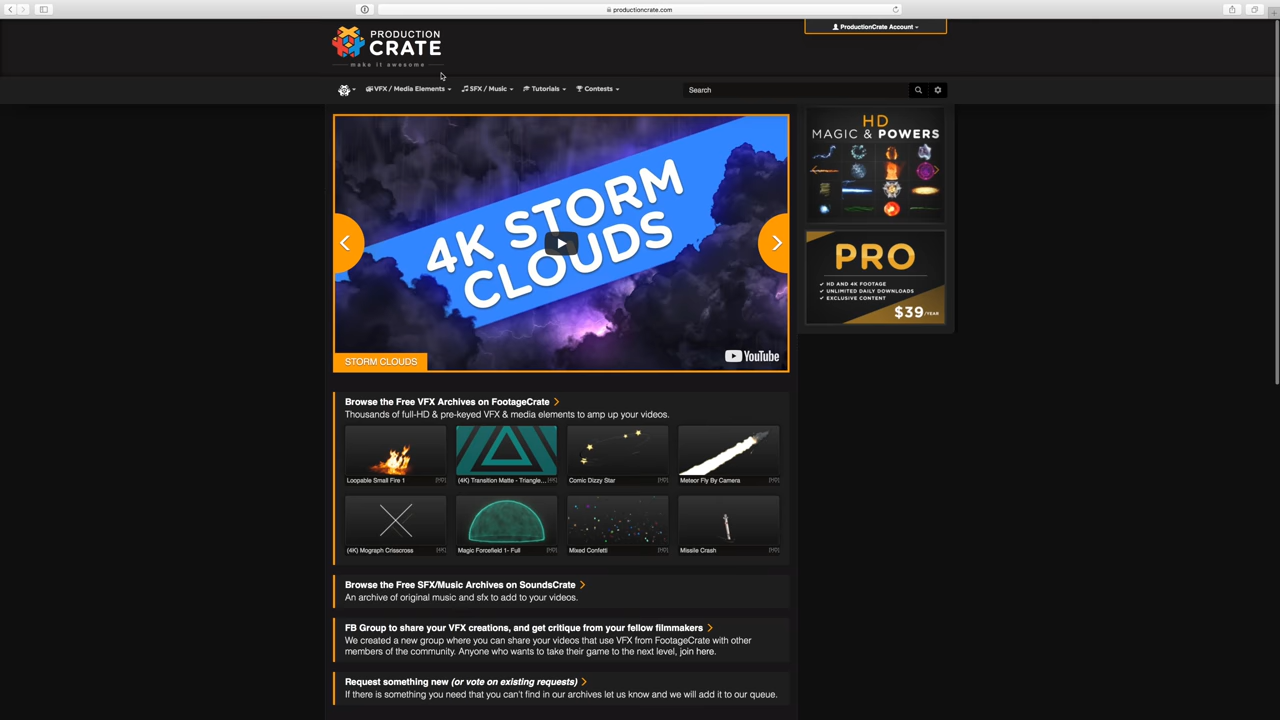 productioncrate.com
PRODUCTION
CRATE
make it awesome
ProductionCrate Account
VFX / Media Elements
SFX / Music
Tutorials
Contests
Search
4K STORM
CLOUDS
STORM CLOUDS
YouTube
HD
MAGIC & POWERS
PRO
HD AND 4K FOOTAGE
UNLIMITED DAILY DOWNLOADS
EXCLUSIVE CONTENT
$39/YEAR
Browse the Free VFX Archives on FootageCrate
Thousands of full-HD & pre-keyed VFX & media elements to amp up your videos.
Loopable Small Fire 1 [HD]
(4K) Transition Matte - Triangle... [4K]
Comic Dizzy Star [HD]
Meteor Fly By Camera [HD]
(4K) Mograph Crisscross [4K]
Magic Forcefield 1- Full [HD]
Mixed Confetti [HD]
Missile Crash [HD]
Browse the Free SFX/Music Archives on SoundsCrate
An archive of original music and sfx to add to your videos.
FB Group to share your VFX creations, and get critique from your fellow filmmakers
We created a new group where you can share your videos that use VFX from FootageCrate with other
members of the community. Anyone who wants to take their game to the next level, join here.
Request something new (or vote on existing requests)
If there is something you need that you can't find in our archives let us know and we will add it to our queue.